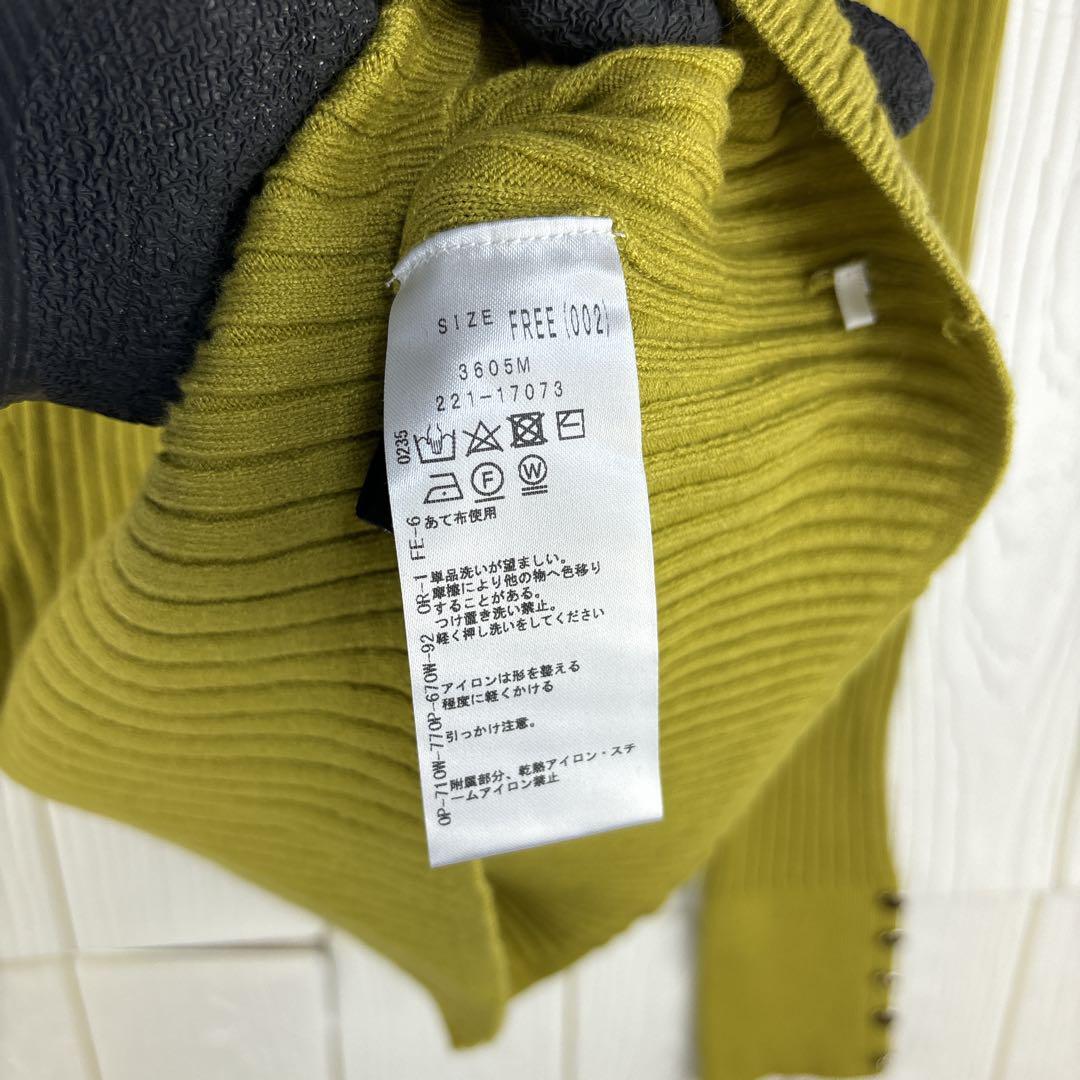 SIZE FREE(002)
3605M
221-17073
F W
あて布使用
単品洗いが望ましい。
摩擦により他の物へ色移り
することがある。
つけ置き洗い禁止。
軽く押し洗いをしてください
アイロンは形を整える
程度に軽くかける
引っかけ注意。
附属部分、乾熱アイロン・スチ
ームアイロン禁止
OP-710W-770P-670W-92 OR-1 FE-6 0235